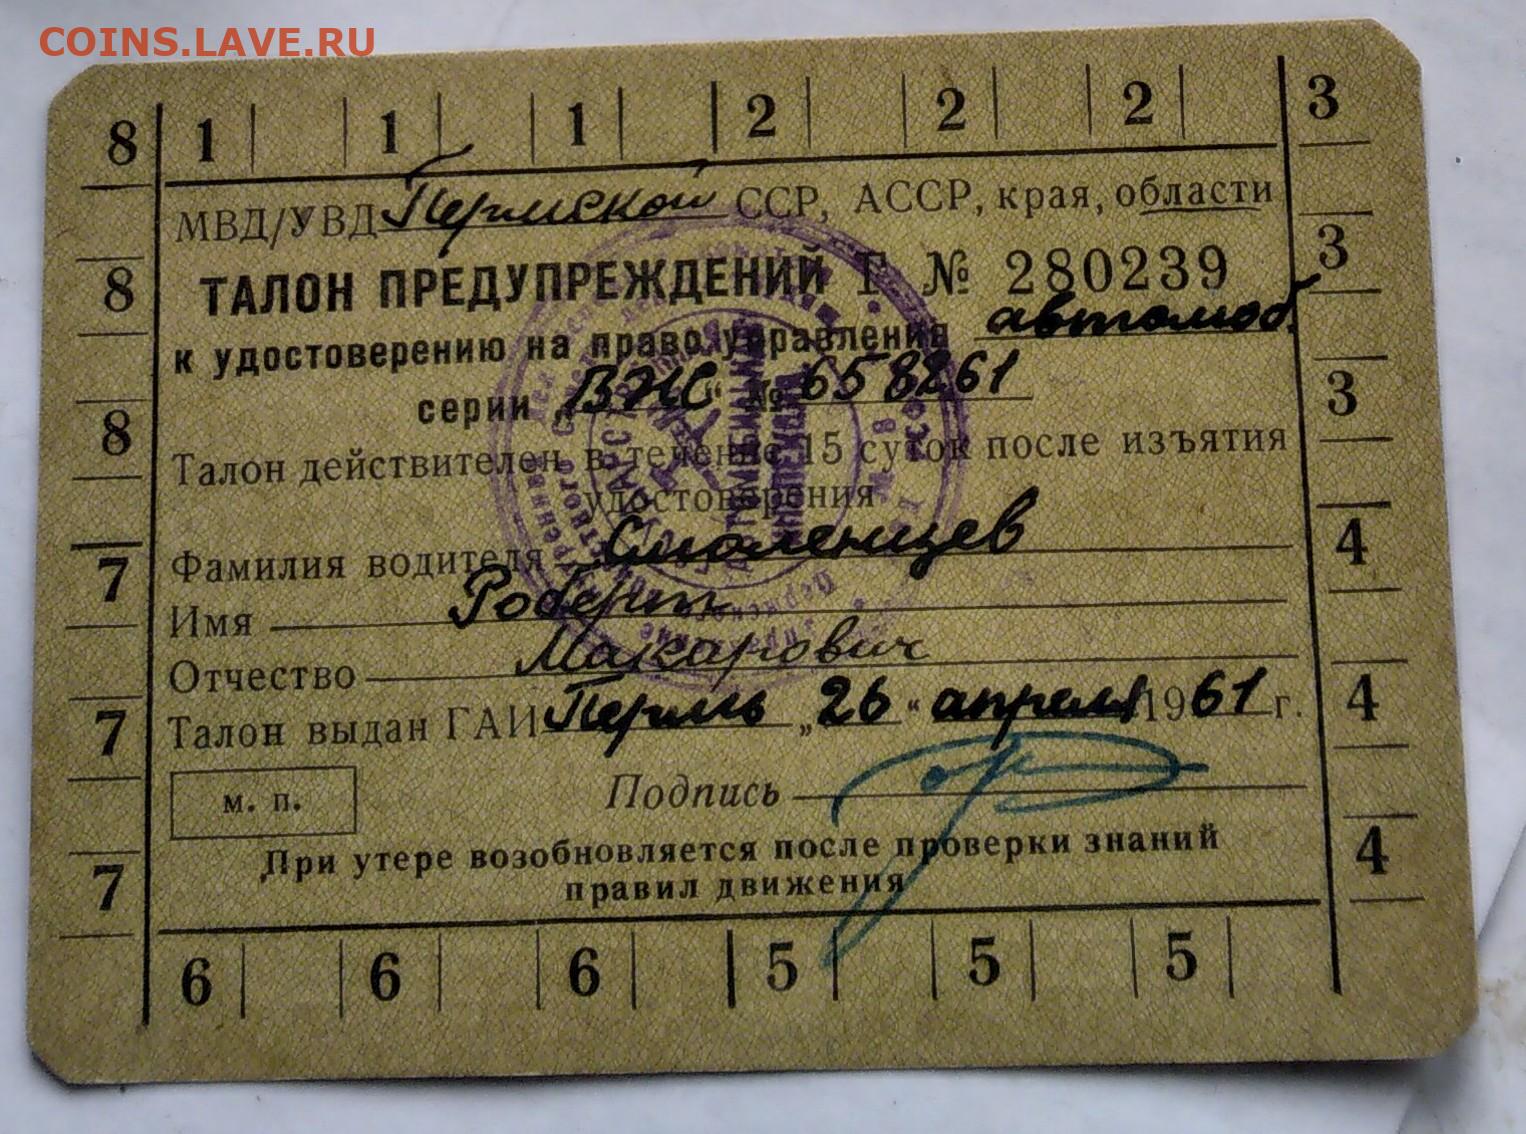 COINS.LAVE.RU
8 1 1 1 2 2 2 3
МВД/УВД Пермской ССР, АССР, края, области
8 ТАЛОН ПРЕДУПРЕЖДЕНИЙ Г № 280239 3
к удостоверению на право управления автомоб.
серии „ВЖС“ № 658261 3
8 Талон действителен в течение 15 суток после изъятия
удостоверения
7 Фамилия водителя Смоленцев 4
Имя Роберт
Отчество Макарович
7 Талон выдан ГАИ Пермь „26“ апреля 1961 г. 4
м. п. Подпись
При утере возобновляется после проверки знаний 4
7 правил движения
6 6 6 5 5 5